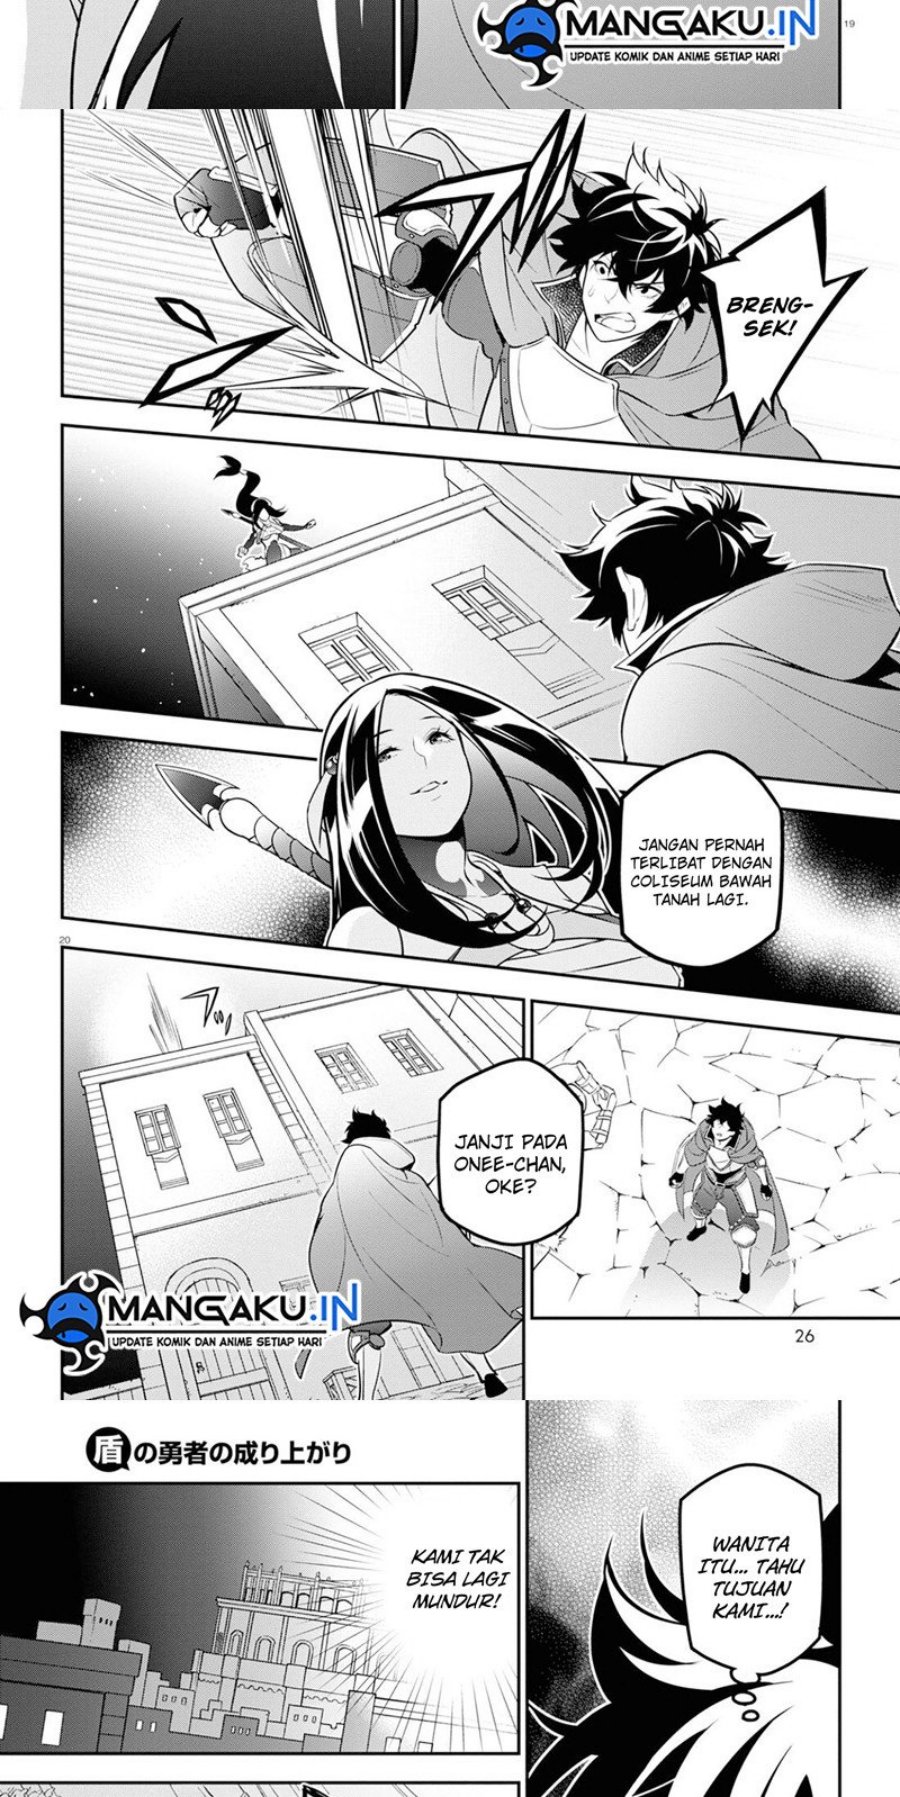 MANGAKU.IN
UPDATE KOMIK DAN ANIME SETIAP HARI
19
BRENG-
SEK!
JANGAN PERNAH
TERLIBAT DENGAN
COLISEUM BAWAH
TANAH LAGI.
20
JANJI PADA
ONEE-CHAN,
OKE?
MANGAKU.IN
UPDATE KOMIK DAN ANIME SETIAP HARI
26
盾の勇者の成り上がり
WANITA
ITU... TAHU
TUJUAN
KAMI...!
KAMI TAK
BISA LAGI
MUNDUR!